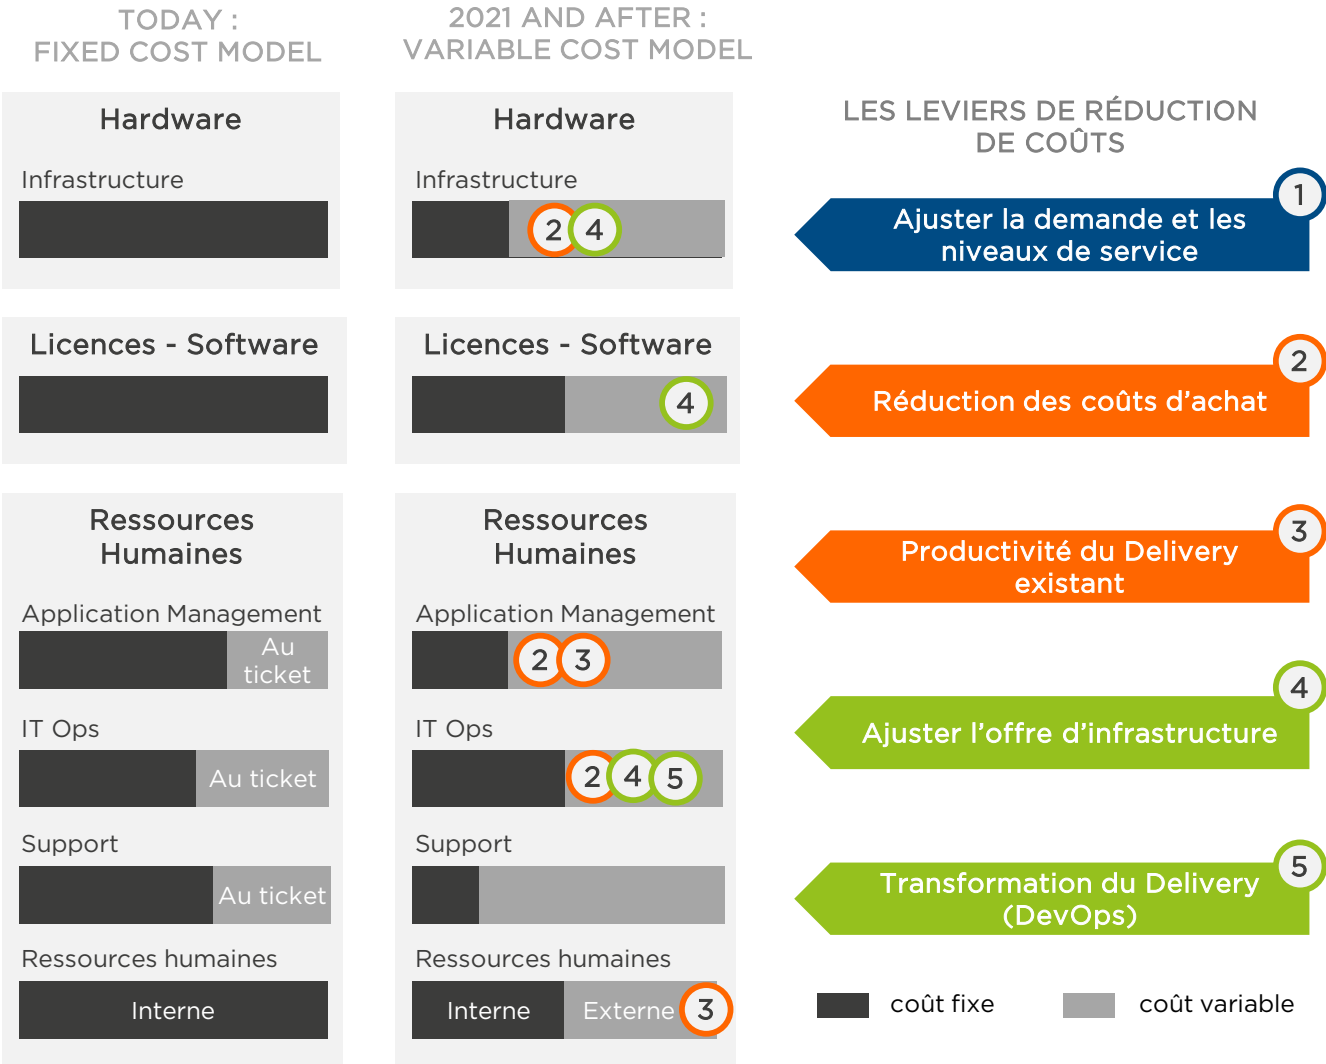 TODAY :
FIXED COST MODEL
Hardware
Infrastructure
Licences - Software
Ressources
Humaines
Application Management
Au
ticket
IT Ops
Au ticket
Support
Au ticket
Ressources humaines
Interne
2021 AND AFTER :
VARIABLE COST MODEL
Hardware
Infrastructure
2 4
Licences - Software
4
Ressources
Humaines
Application Management
2 3
IT Ops
2 4 5
Support
Ressources humaines
Interne Externe 3
LES LEVIERS DE RÉDUCTION
DE COÛTS
1
Ajuster la demande et les
niveaux de service
2
Réduction des coûts d’achat
3
Productivité du Delivery
existant
4
Ajuster l’offre d’infrastructure
5
Transformation du Delivery
(DevOps)
coût fixe coût variable